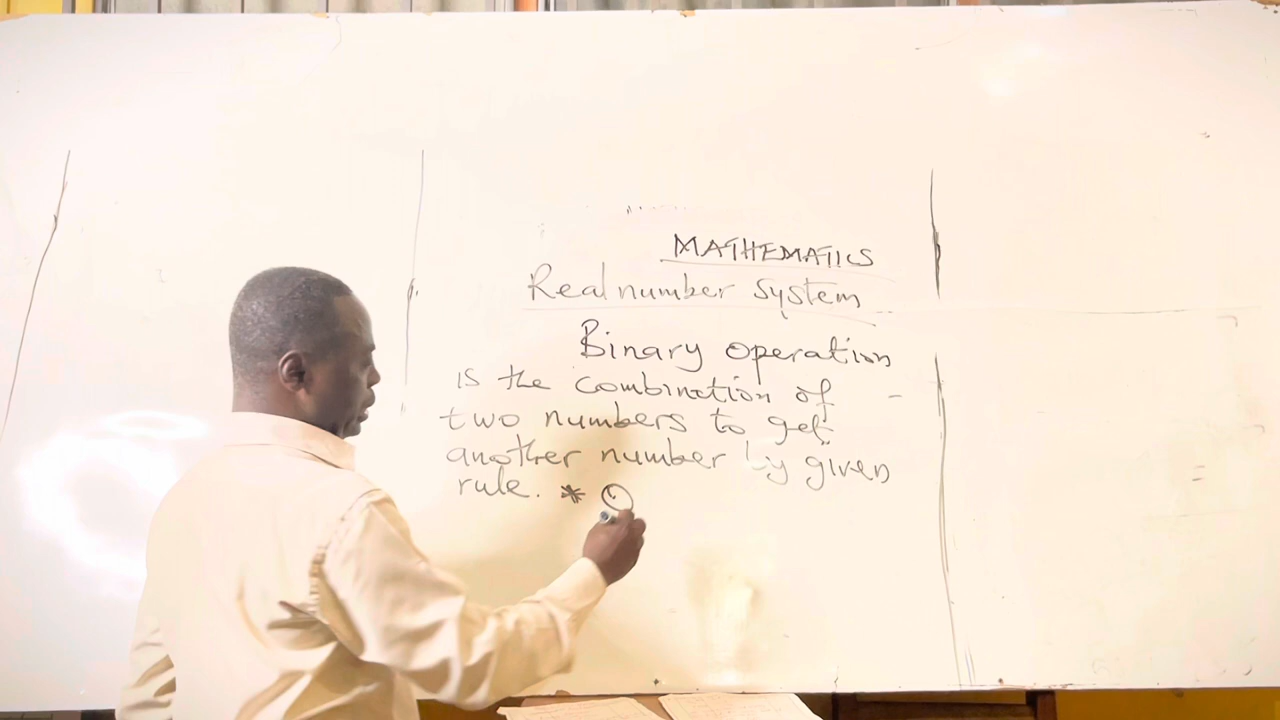 MATHEMATICS
Real number system
Binary operation
is the combination of
two numbers to get
another number by given
rule. * ⊙